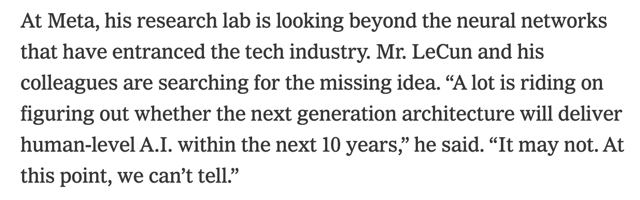 At Meta, his research lab is looking beyond the neural networks
that have entranced the tech industry. Mr. LeCun and his
colleagues are searching for the missing idea. “A lot is riding on
figuring out whether the next generation architecture will deliver
human-level A.I. within the next 10 years,” he said. “It may not. At
this point, we can’t tell.”